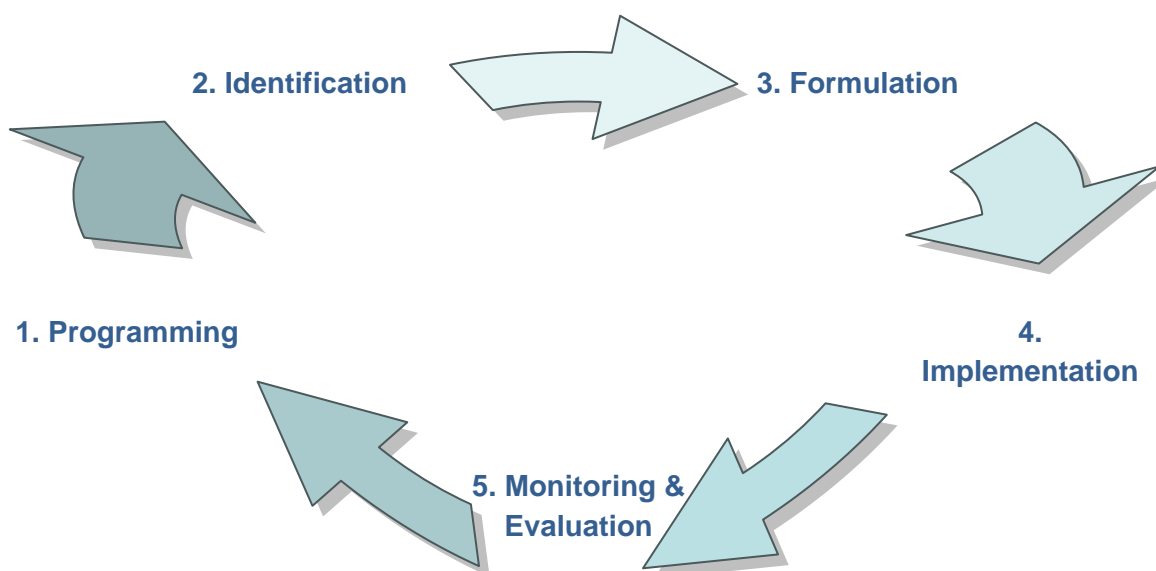 2. Identification
3. Formulation
1. Programming
4.
Implementation
5. Monitoring &
Evaluation